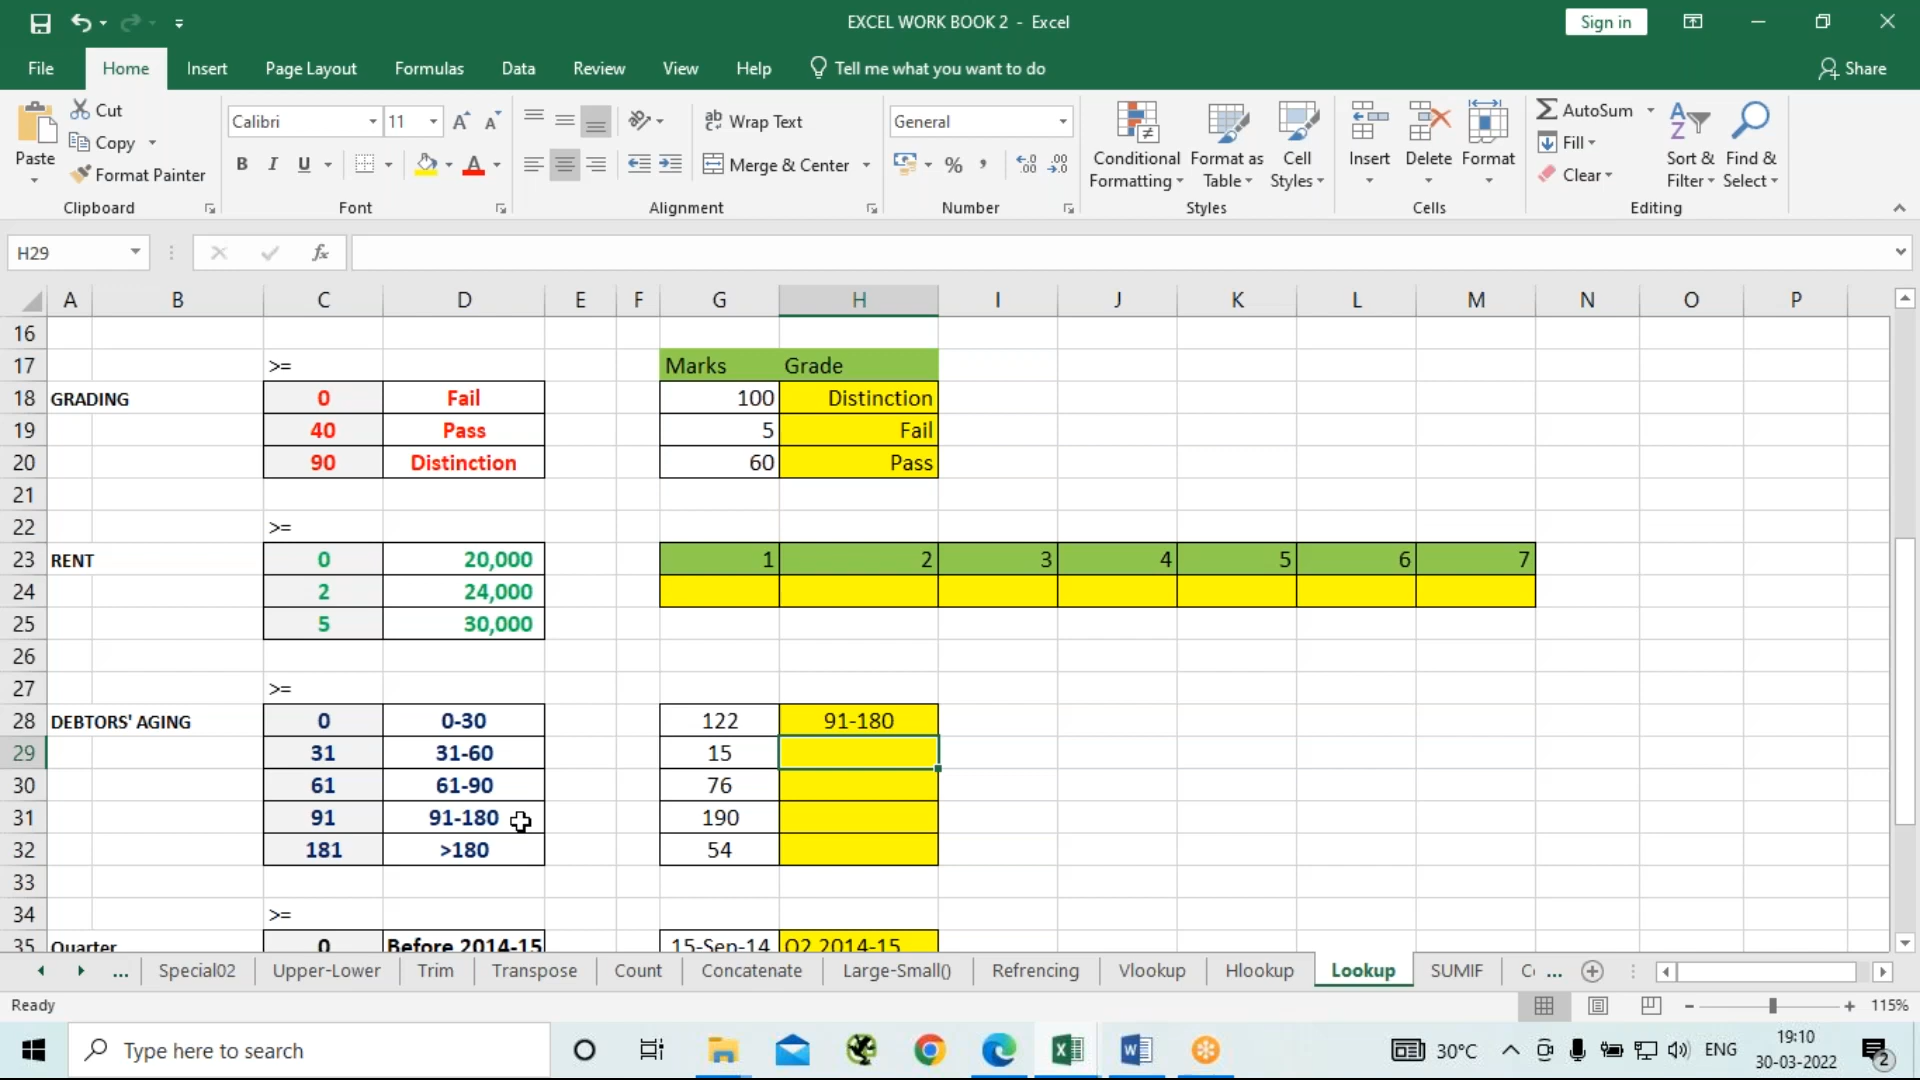 EXCEL WORK BOOK 2 - Excel
Sign in
File Home Insert Page Layout Formulas Data Review View Help Tell me what you want to do Share
Paste
Cut
Copy
Format Painter
Clipboard
Calibri 11
B I U
Font
Wrap Text
Merge & Center
Alignment
General
Number
Conditional Formatting
Format as Table
Cell Styles
Styles
Insert Delete Format
Cells
AutoSum
Fill
Clear
Sort & Filter
Find & Select
Editing
H29 fx
A B C D E F G H I J K L M N O P
16
17 >= Marks Grade
18 GRADING 0 Fail 100 Distinction
19 40 Pass 5 Fail
20 90 Distinction 60 Pass
21
22 >=
23 RENT 0 20,000 1 2 3 4 5 6 7
24 2 24,000
25 5 30,000
26
27 >=
28 DEBTORS' AGING 0 0-30 122 91-180
29 31 31-60 15
30 61 61-90 76
31 91 91-180 190
32 181 >180 54
33
34 >=
35 Quarter 0 Before 2014-15 15-Sep-14 Q2 2014-15
... Special02 Upper-Lower Trim Transpose Count Concatenate Large-Small() Refrencing Vlookup Hlookup Lookup SUMIF ...
Ready 115%
Type here to search
30°C ENG
19:10
30-03-2022
2